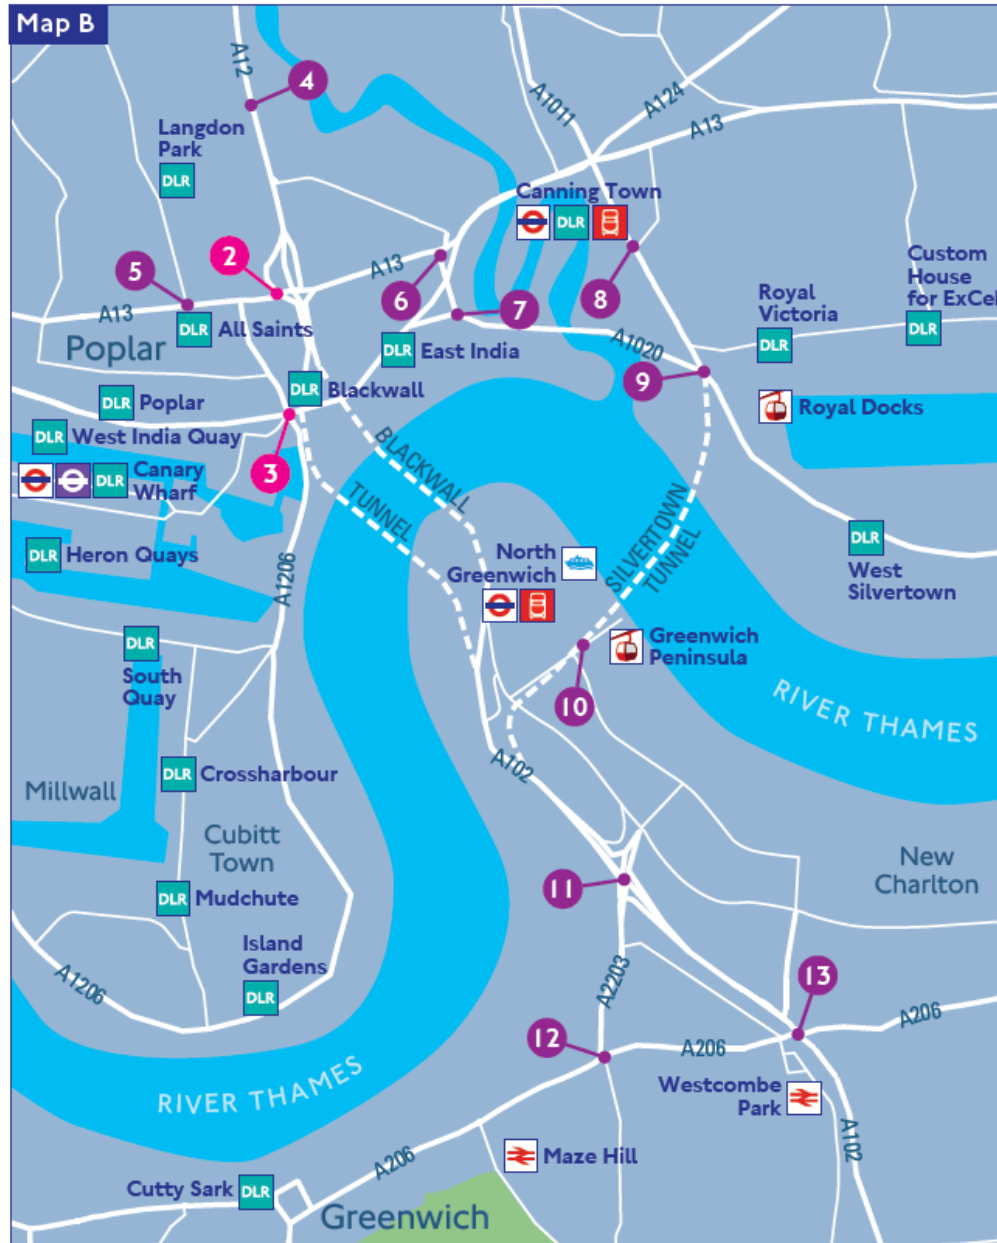 Map B
A12
4
A1011
A124
A13
Langdon
Park
DLR
Canning Town
DLR
2
5
A13
6
8
7
Custom
House
for ExCeL
DLR
Royal
Victoria
DLR
A13
DLR
All Saints
Poplar
DLR
East India
A1020
9
DLR
Blackwall
DLR
Poplar
Royal Docks
DLR
West India Quay
3
BLACKWALL
TUNNEL
DLR
Canary
Wharf
DLR
Heron Quays
A1206
North
Greenwich
SILVERTOWN
TUNNEL
DLR
West
Silvertown
DLR
South
Quay
Greenwich
Peninsula
10
RIVER THAMES
A102
Millwall
DLR
Crossharbour
Cubitt
Town
New
Charlton
11
DLR
Mudchute
Island
Gardens
DLR
A1206
A2203
13
A206
12
A206
RIVER THAMES
Westcombe
Park
A102
A206
Maze Hill
Cutty Sark
DLR
Greenwich